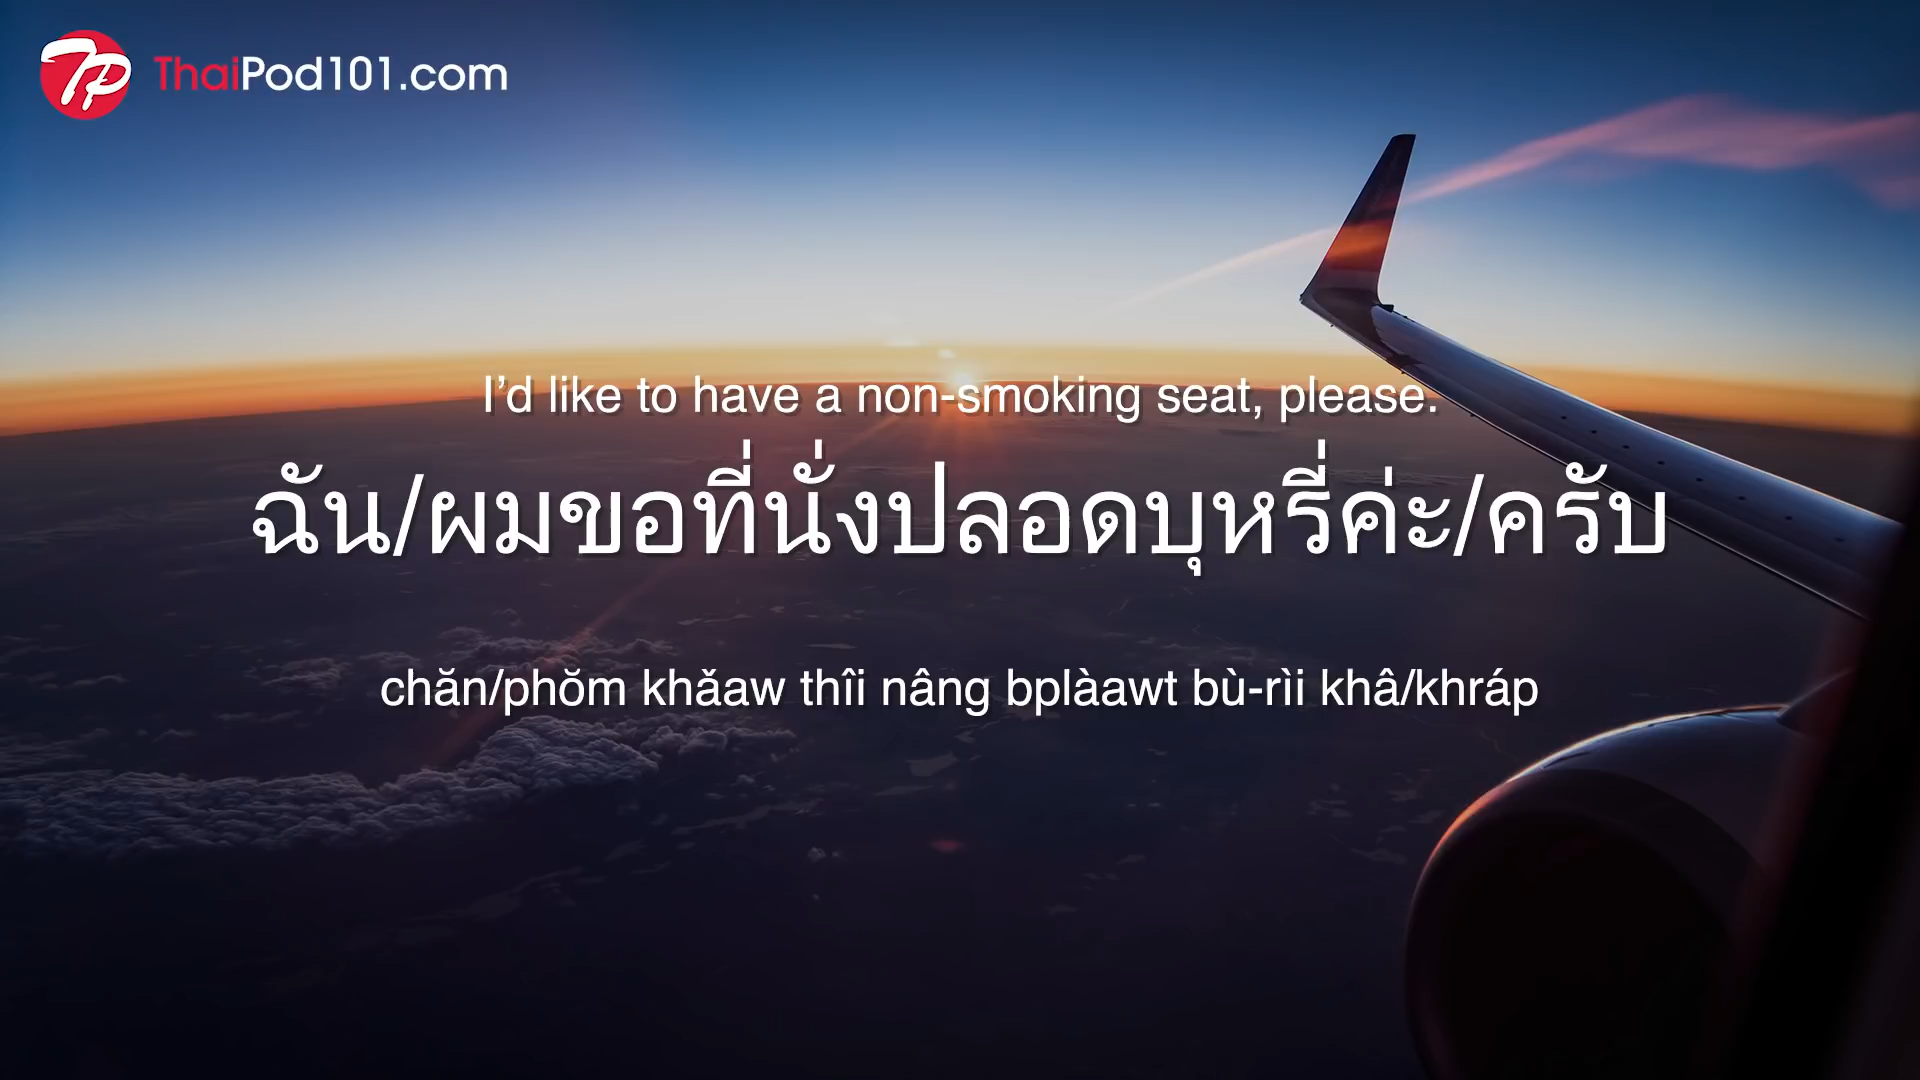 ThaiPod101.com
I’d like to have a non-smoking seat, please.
ฉัน/ผมขอที่นั่งปลอดบุหรี่ค่ะ/ครับ
chăn/phŏm khǎaw thîi nâng bplàawt bù-rìi khâ/khráp